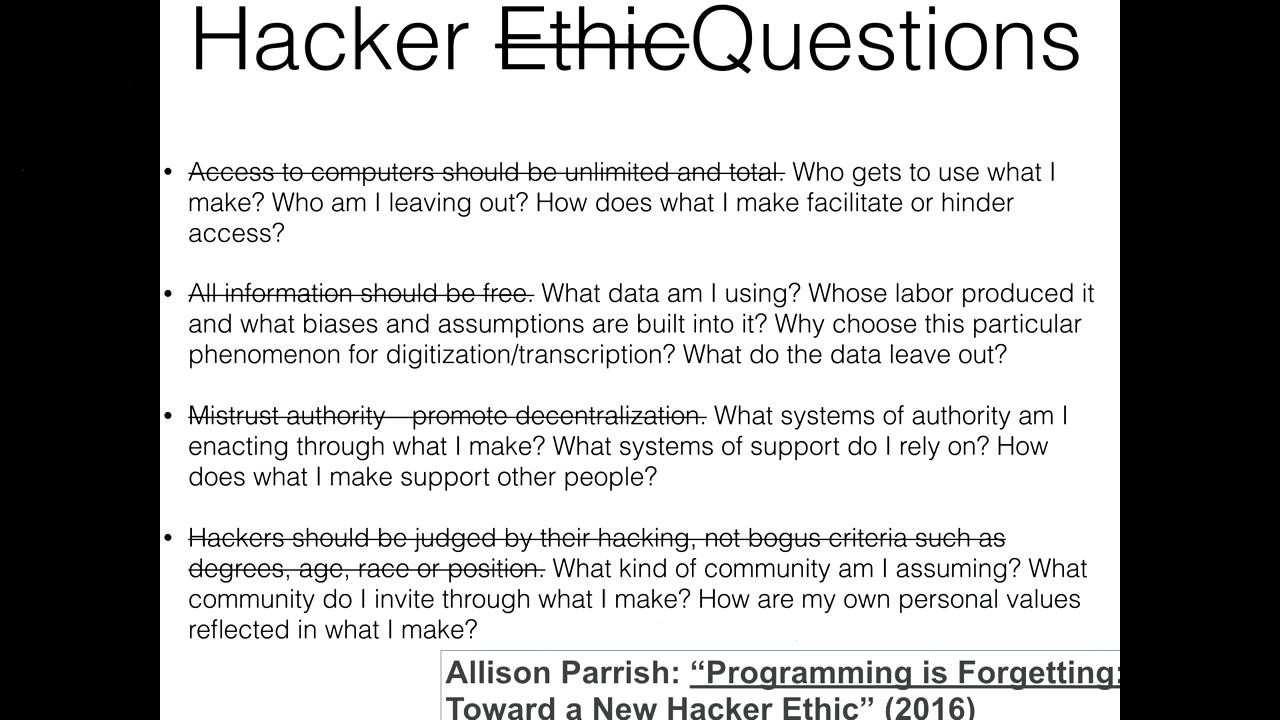 Hacker EthicQuestions
• Access to computers should be unlimited and total. Who gets to use what I
make? Who am I leaving out? How does what I make facilitate or hinder
access?
• All information should be free. What data am I using? Whose labor produced it
and what biases and assumptions are built into it? Why choose this particular
phenomenon for digitization/transcription? What do the data leave out?
• Mistrust authority—promote decentralization. What systems of authority am I
enacting through what I make? What systems of support do I rely on? How
does what I make support other people?
• Hackers should be judged by their hacking, not bogus criteria such as
degrees, age, race or position. What kind of community am I assuming? What
community do I invite through what I make? How are my own personal values
reflected in what I make?
Allison Parrish: “Programming is Forgetting:
Toward a New Hacker Ethic” (2016)